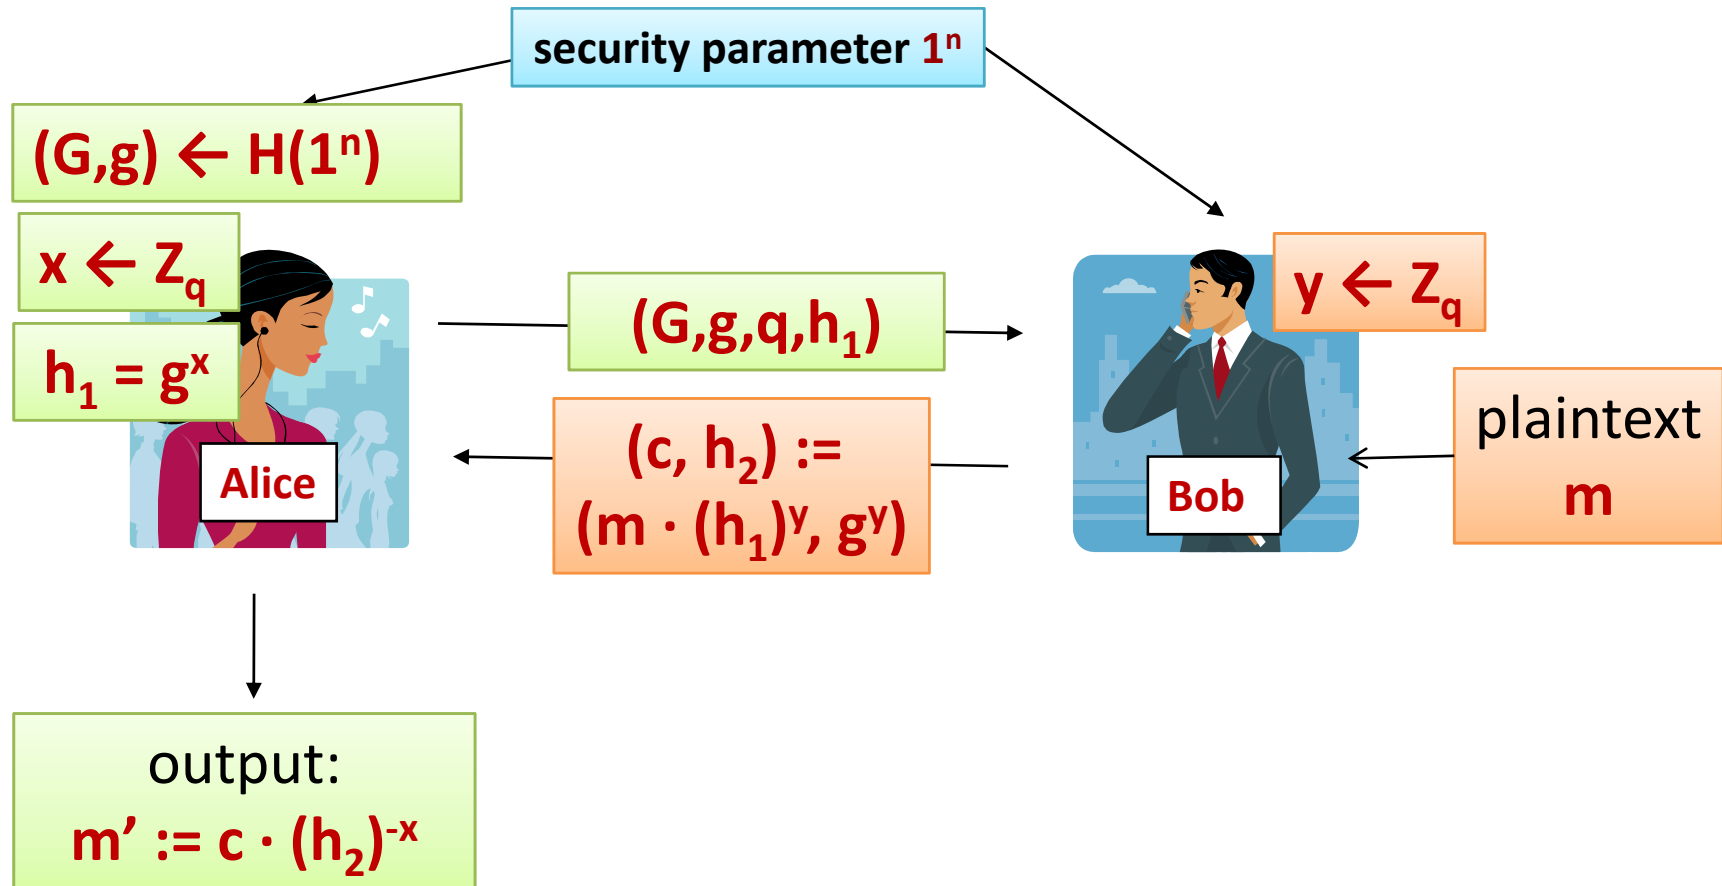 security parameter 1ⁿ
(G,g) ← H(1ⁿ)
x ← Z_q
h₁ = gˣ
Alice
(G,g,q,h₁)
(c, h₂) :=
(m · (h₁)ʸ, gʸ)
y ← Z_q
Bob
plaintext
m
output:
m’ := c · (h₂)⁻ˣ